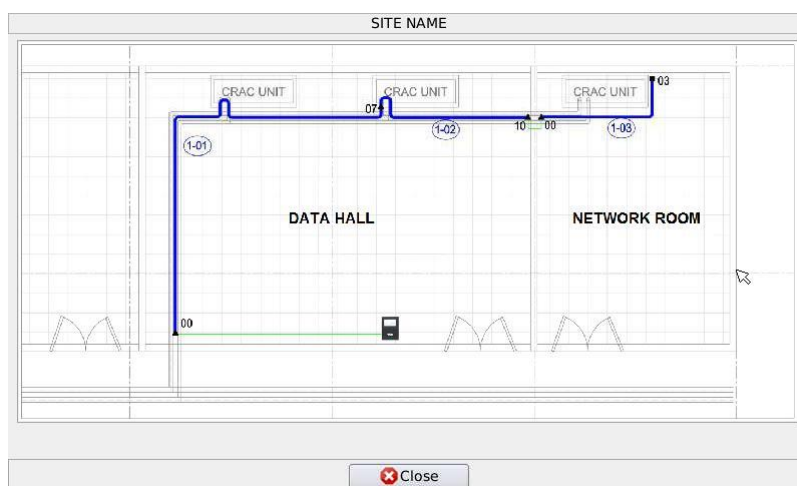 SITE NAME
CRAC UNIT CRAC UNIT CRAC UNIT 03
07
1-01 1-02 10 00 1-03
DATA HALL NETWORK ROOM
00
Close